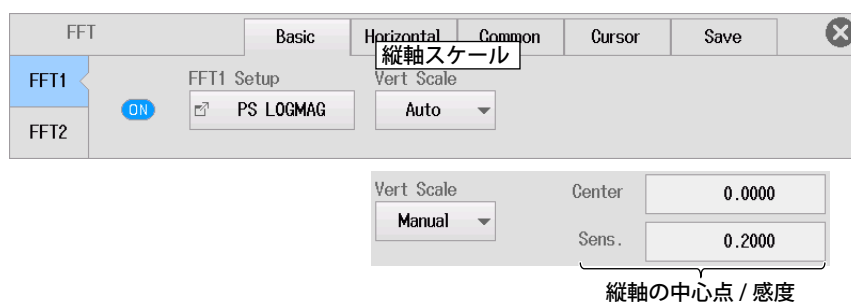 FFT Basic Horizontal Common Cursor Save
縦軸スケール
FFT1 FFT1 Setup Vert Scale
ON PS LOGMAG Auto
FFT2
Vert Scale Center 0.0000
Manual Sens. 0.2000
縦軸の中心点 / 感度